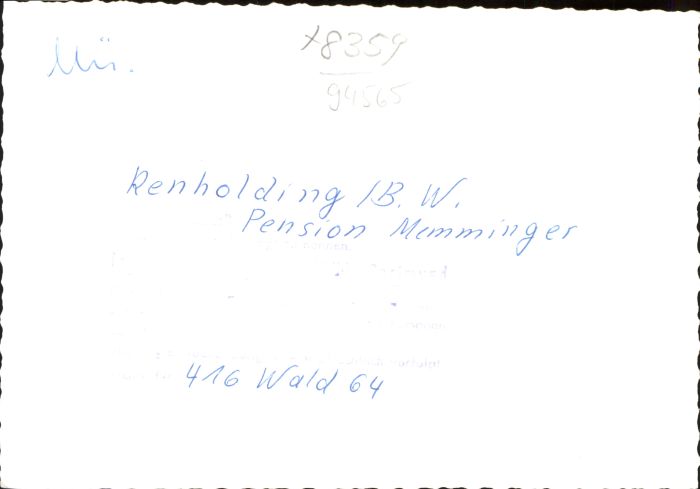 Mü.
x8359
94565
Renholding /B. W.
Pension Memminger
416 Wald 64